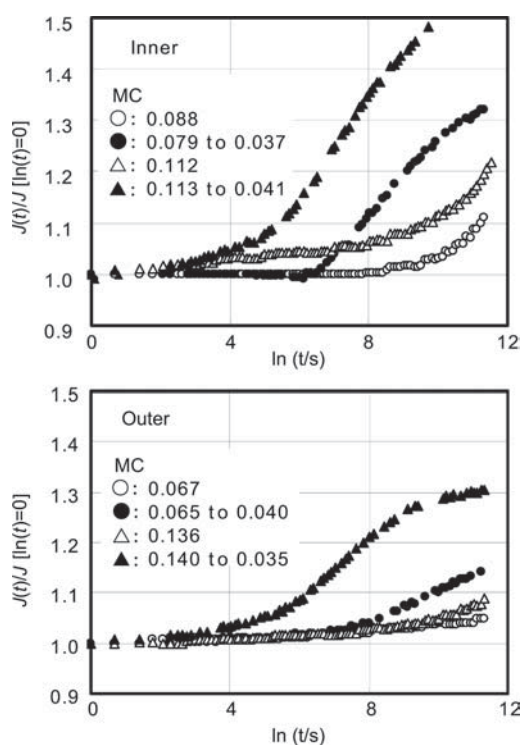 1.5
Inner
1.4
MC
○: 0.088
1.3
●: 0.079 to 0.037
△: 0.112
1.2
▲: 0.113 to 0.041
1.1
1.0
0.9
J(t)/J [ln(t)=0]
0 4 8 12
ln (t/s)
1.5
Outer
1.4
MC
○: 0.067
1.3
●: 0.065 to 0.040
△: 0.136
1.2
▲: 0.140 to 0.035
1.1
1.0
0.9
J(t)/J [ln(t)=0]
0 4 8 12
ln (t/s)